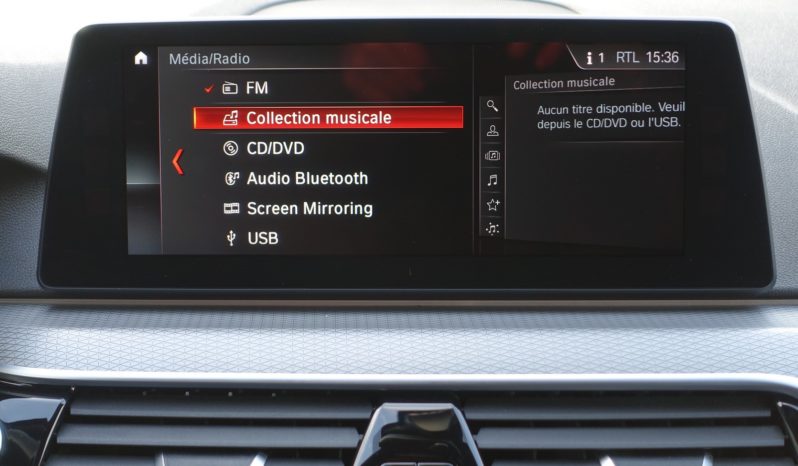 Média/Radio
1 RTL 15:36
FM
Collection musicale
CD/DVD
Audio Bluetooth
Screen Mirroring
USB
Collection musicale
Aucun titre disponible. Veuil
depuis le CD/DVD ou l'USB.